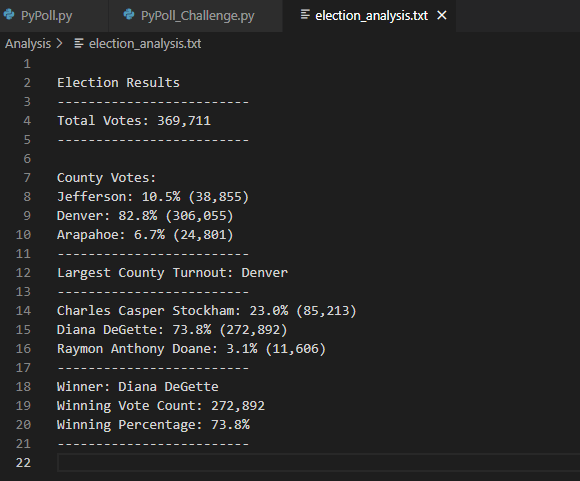 PyPoll.py PyPoll_Challenge.py election_analysis.txt ×
Analysis > election_analysis.txt
1
2 Election Results
3 -------------------------
4 Total Votes: 369,711
5 -------------------------
6
7 County Votes:
8 Jefferson: 10.5% (38,855)
9 Denver: 82.8% (306,055)
10 Arapahoe: 6.7% (24,801)
11 -------------------------
12 Largest County Turnout: Denver
13 -------------------------
14 Charles Casper Stockham: 23.0% (85,213)
15 Diana DeGette: 73.8% (272,892)
16 Raymon Anthony Doane: 3.1% (11,606)
17 -------------------------
18 Winner: Diana DeGette
19 Winning Vote Count: 272,892
20 Winning Percentage: 73.8%
21 -------------------------
22